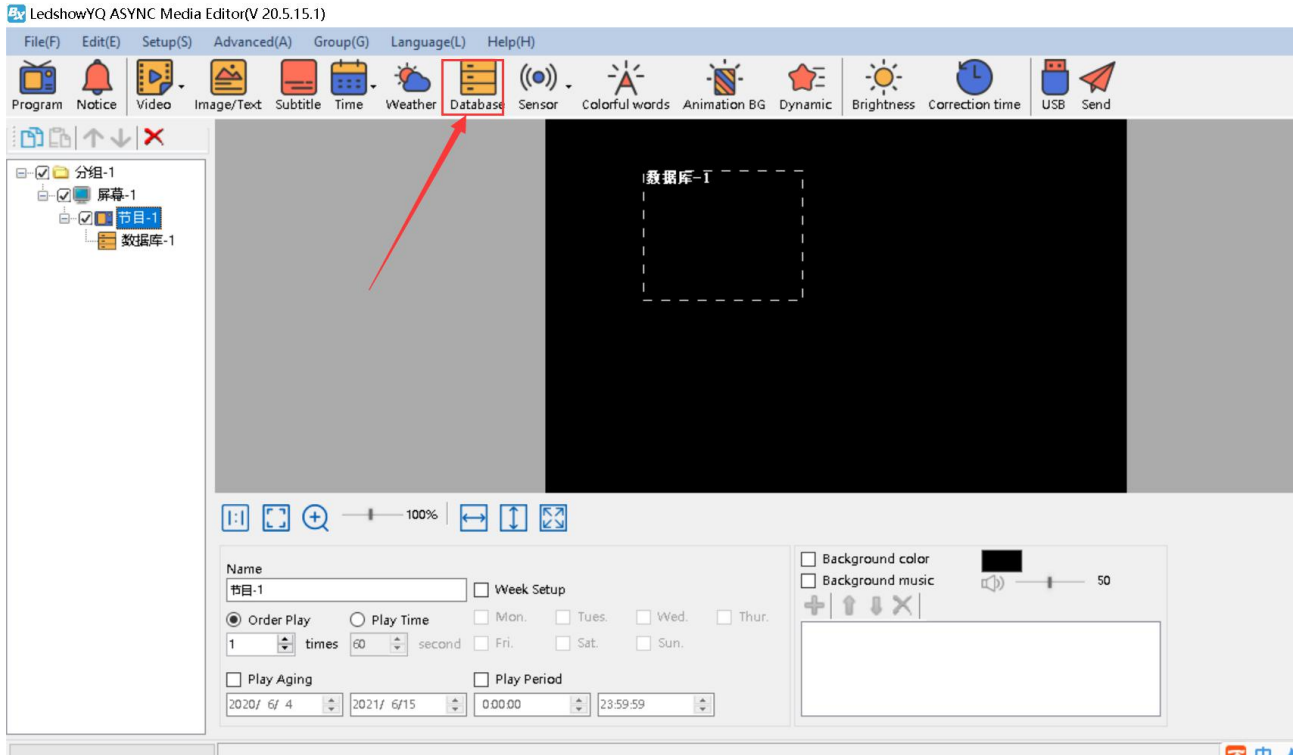 LedshowYQ ASYNC Media Editor(V 20.5.15.1)
File(F) Edit(E) Setup(S) Advanced(A) Group(G) Language(L) Help(H)
Program Notice Video Image/Text Subtitle Time Weather Database Sensor Colorful words Animation BG Dynamic Brightness Correction time USB Send
分组-1
屏幕-1
节目-1
数据库-1
数据库-1
100%
Name
节目-1
Week Setup
Order Play Play Time Mon. Tues. Wed. Thur.
1 times 60 second Fri. Sat. Sun.
Play Aging Play Period
2020/ 6/ 4 2021/ 6/15 0:00:00 23:59:59
Background color
Background music 50